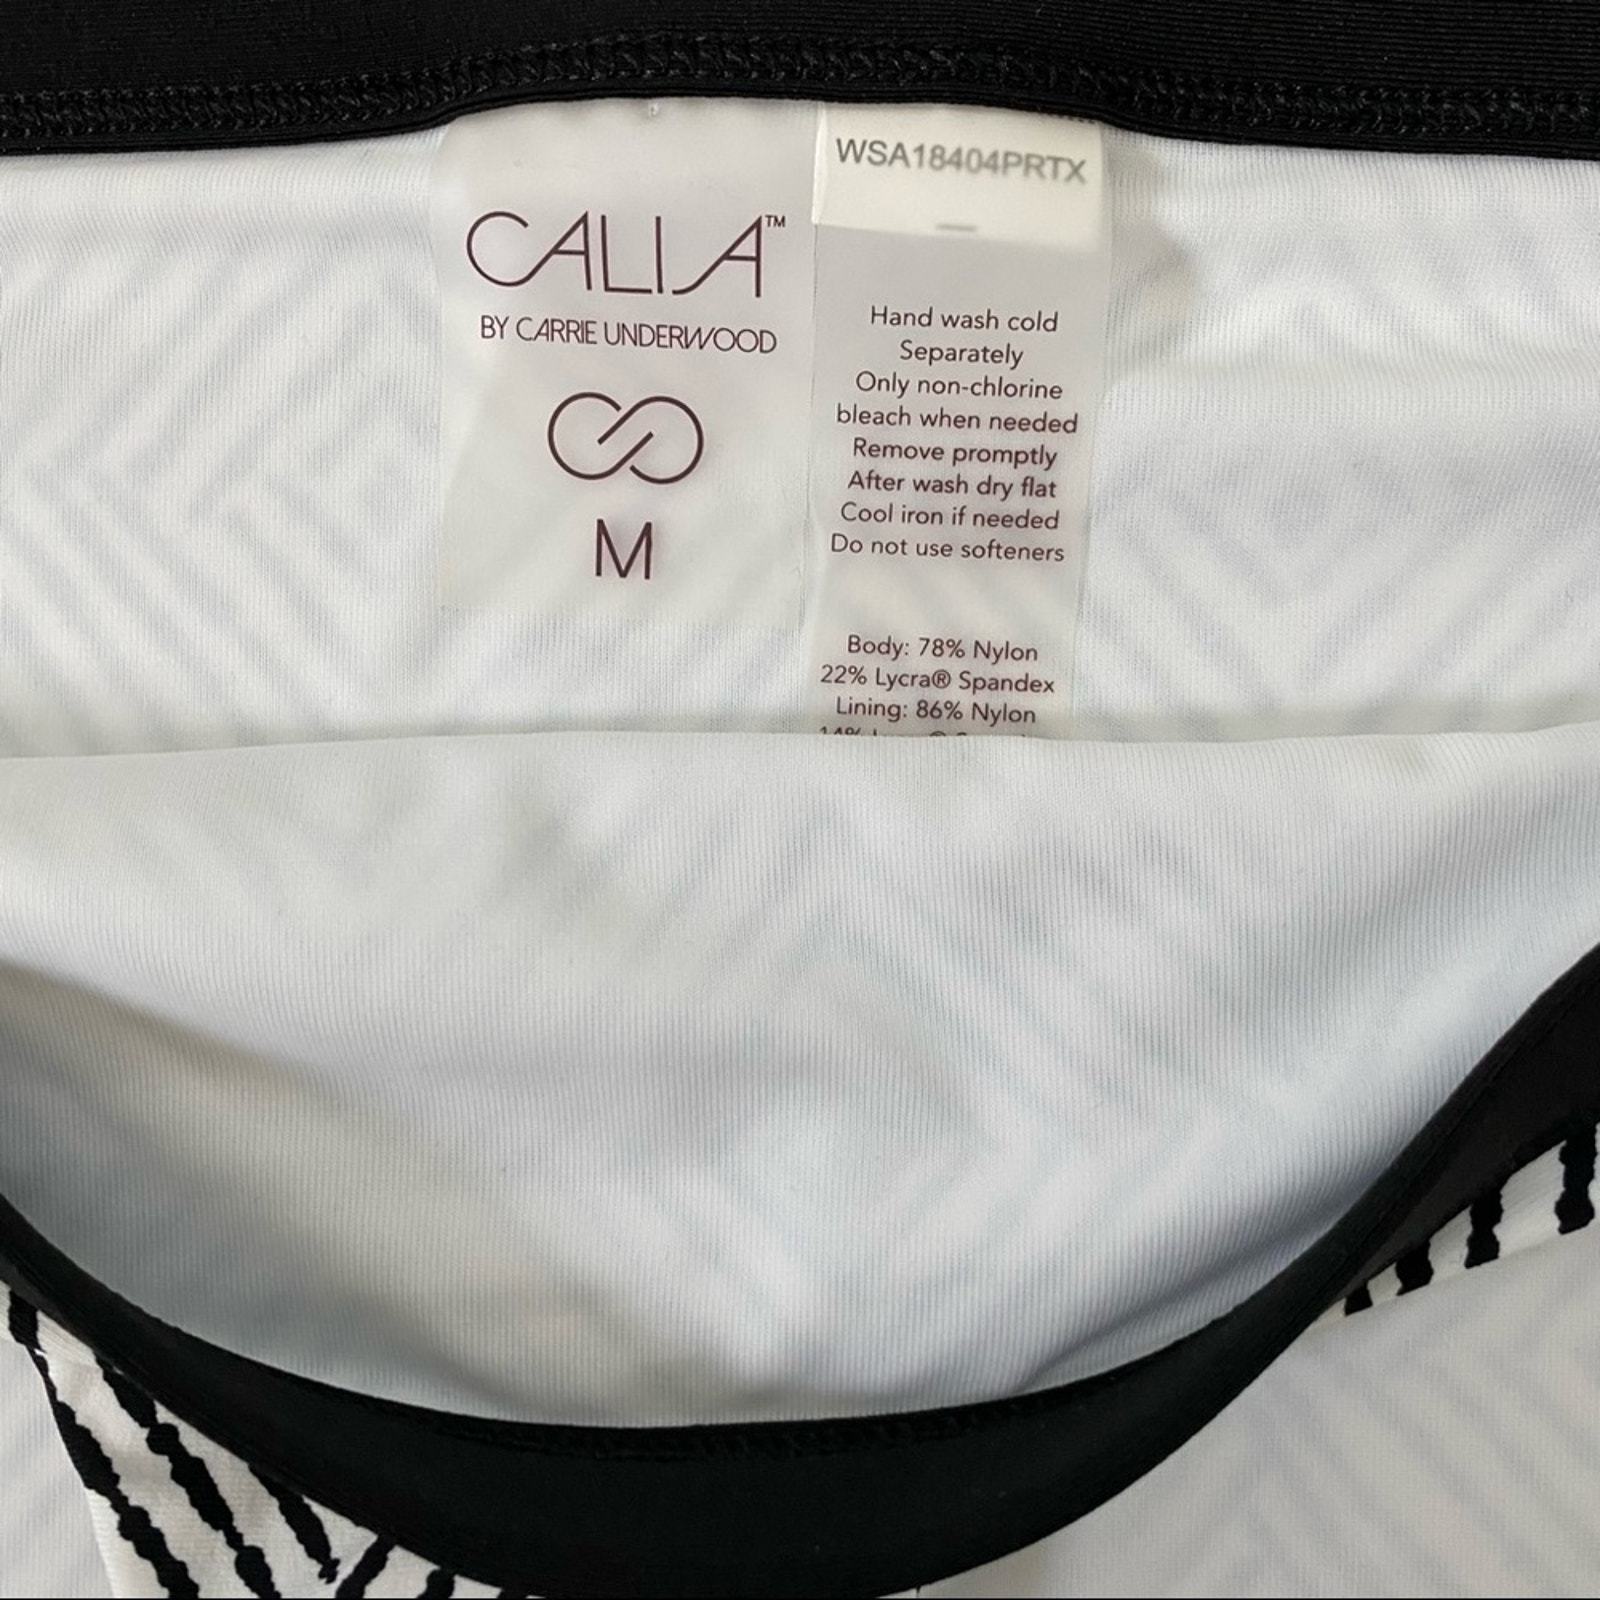 CALIA™
BY CARRIE UNDERWOOD
M
WSA18404PRTX
Hand wash cold
Separately
Only non-chlorine
bleach when needed
Remove promptly
After wash dry flat
Cool iron if needed
Do not use softeners
Body: 78% Nylon
22% Lycra® Spandex
Lining: 86% Nylon